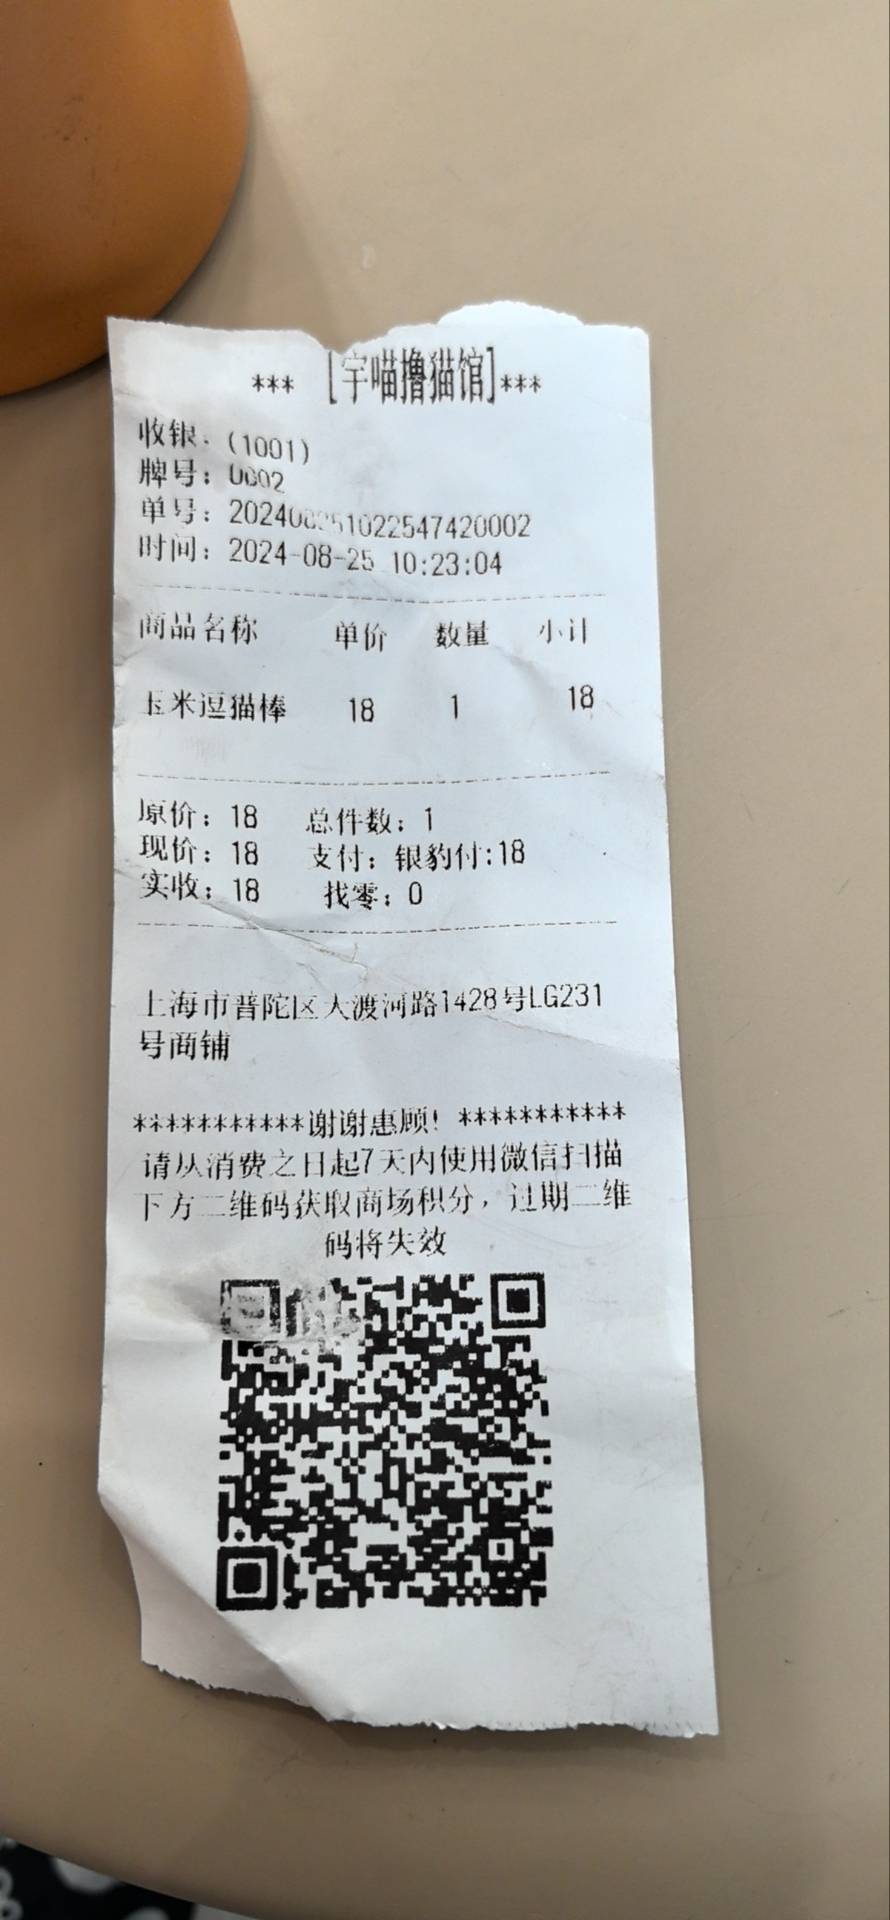 *** [宇喵撸猫馆]***
收银:(1001)
牌号:0002
单号:202408251022547420002
时间:2024-08-25 10:23:04
商品名称 单价 数量 小计
玉米逗猫棒 18 1 18
原价:18 总件数:1
现价:18 支付:银豹付:18
实收:18 找零:0
上海市普陀区大渡河路1428号LG231
号商铺
***********谢谢惠顾!***********
请从消费之日起7天内使用微信扫描
下方二维码获取商场积分，过期二维
码将失效